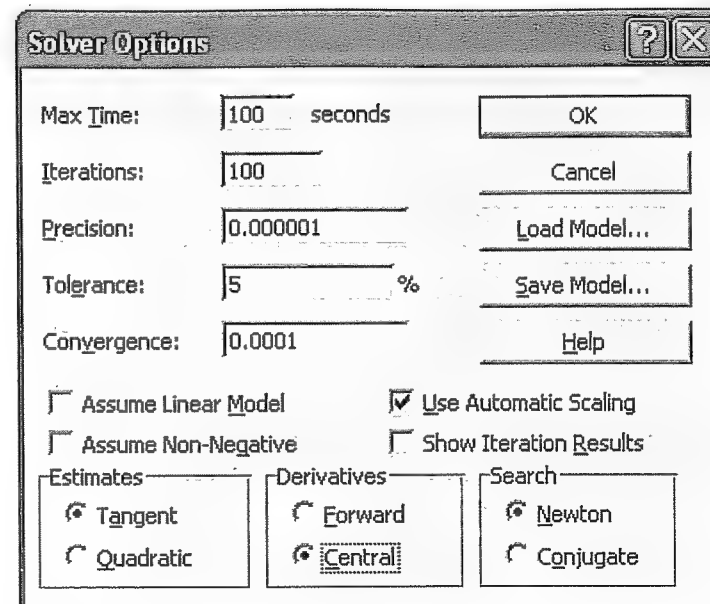 Solver Options
Max Time: 100 seconds OK
Iterations: 100 Cancel
Precision: 0.000001 Load Model...
Tolerance: 5 % Save Model...
Convergence: 0.0001 Help
Assume Linear Model Use Automatic Scaling
Assume Non-Negative Show Iteration Results
Estimates Derivatives Search
Tangent Forward Newton
Quadratic Central Conjugate